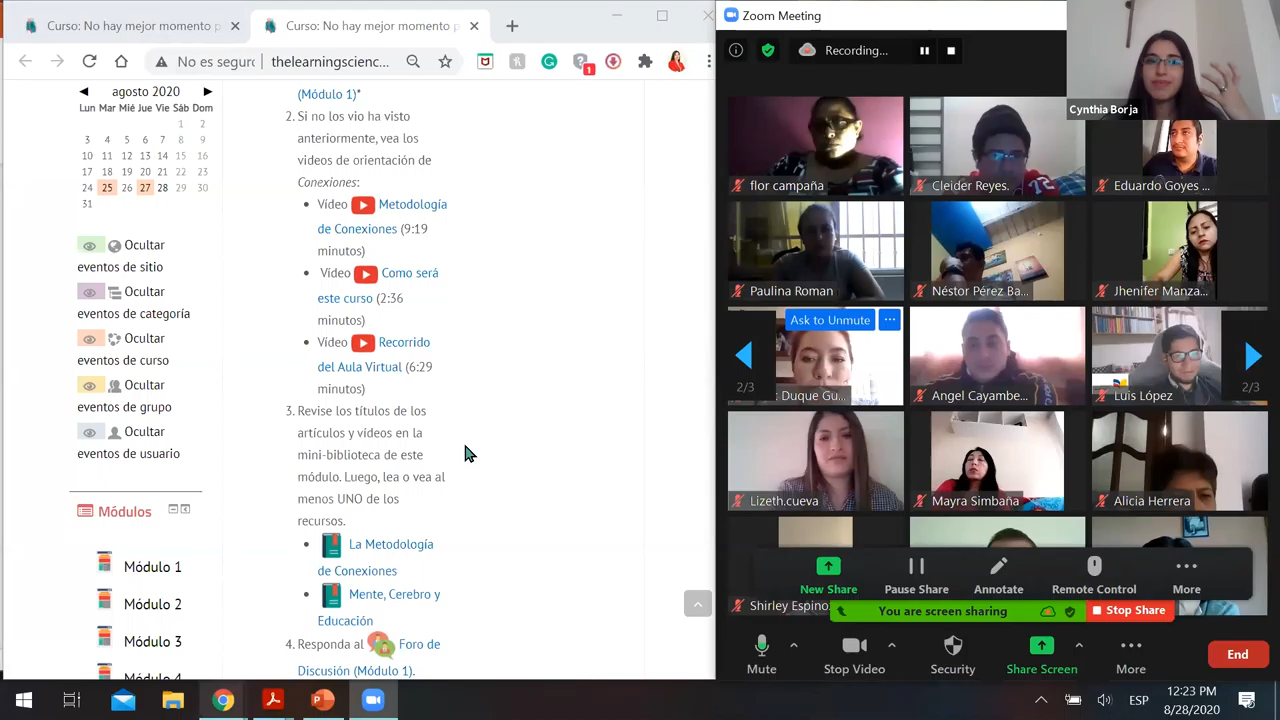 Curso: No hay mejor momento p
Curso: No hay mejor momento p
No es seguro
thelearningscienc...
1
agosto 2020
Lun Mar Mié Jue Vie Sáb Dom
1 2
3 4 5 6 7 8 9
10 11 12 13 14 15 16
17 18 19 20 21 22 23
24 25 26 27 28 29 30
31
Ocultar
eventos de sitio
Ocultar
eventos de categoría
Ocultar
eventos de curso
Ocultar
eventos de grupo
Ocultar
eventos de usuario
Módulos
Módulo 1
Módulo 2
Módulo 3
Módulo 4
(Módulo 1)*
2. Si no los vio ha visto
anteriormente, vea los
videos de orientación de
Conexiones:
Vídeo Metodología
de Conexiones (9:19
minutos)
Vídeo Como será
este curso (2:36
minutos)
Vídeo Recorrido
del Aula Virtual (6:29
minutos)
3. Revise los títulos de los
artículos y vídeos en la
mini-biblioteca de este
módulo. Luego, lea o vea al
menos UNO de los
recursos.
La Metodología
de Conexiones
Mente, Cerebro y
Educación
4. Responda al Foro de
Discusión (Módulo 1).
Zoom Meeting
Recording...
Cynthia Borja
flor campaña
Cleider Reyes.
Eduardo Goyes ...
Paulina Roman
Néstor Pérez Ba...
Jhenifer Manza...
Ask to Unmute ...
Duque Gu...
Angel Cayambe...
Luis López
2/3
2/3
Lizeth.cueva
Mayra Simbaña
Alicia Herrera
Shirley Espino
New Share
Pause Share
Annotate
Remote Control
More
You are screen sharing
Stop Share
Mute
Stop Video
Security
Share Screen
More
End
ESP
12:23 PM
8/28/2020